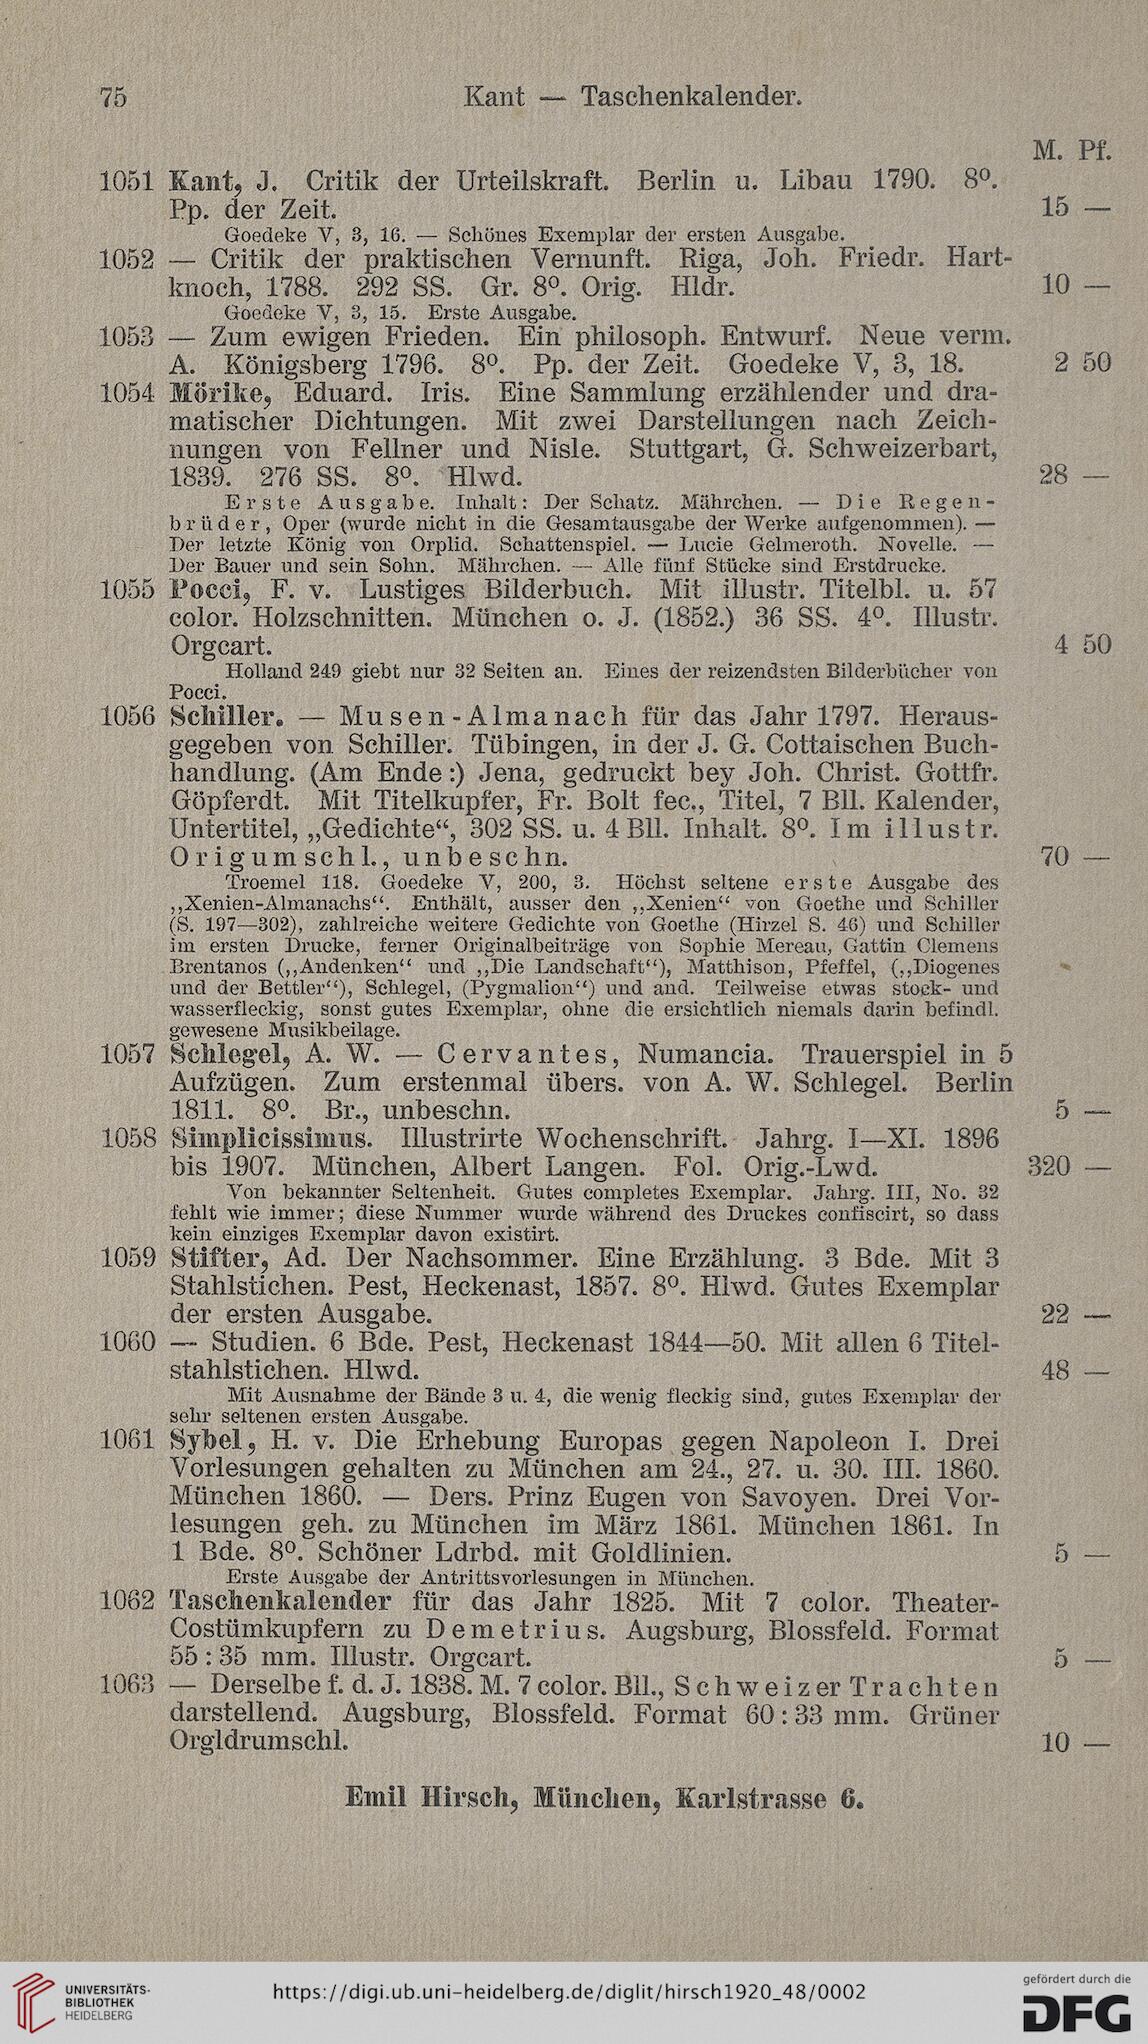 75 Kant — Taschenkalender.
M. Pf.
1051 Kant, J. Critik der Urteilskraft. Berlin u. Libau 1790. 8⁰.
Pp. der Zeit. 15 —
Goedeke V, 3, 16. — Schönes Exemplar der ersten Ausgabe.
1052 — Critik der praktischen Vernunft. Riga, Joh. Friedr. Hart-
knoch, 1788. 292 SS. Gr. 8⁰. Orig. Hldr. 10 —
Goedeke V, 3, 15. Erste Ausgabe.
1053 — Zum ewigen Frieden. Ein philosoph. Entwurf. Neue verm.
A. Königsberg 1796. 8⁰. Pp. der Zeit. Goedeke V, 3, 18. 2 50
1054 Mörike, Eduard. Iris. Eine Sammlung erzählender und dra-
matischer Dichtungen. Mit zwei Darstellungen nach Zeich-
nungen von Fellner und Nisle. Stuttgart, G. Schweizerbart,
1839. 276 SS. 8⁰. Hlwd. 28 —
Erste Ausgabe. Inhalt: Der Schatz. Mährchen. — Die Regen-
brüder, Oper (wurde nicht in die Gesamtausgabe der Werke aufgenommen). —
Der letzte König von Orplid. Schattenspiel. — Lucie Gelmeroth. Novelle. —
Der Bauer und sein Sohn. Mährchen. — Alle fünf Stücke sind Erstdrucke.
1055 Pocci, F. v. Lustiges Bilderbuch. Mit illustr. Titelbl. u. 57
color. Holzschnitten. München o. J. (1852.) 36 SS. 4⁰. Illustr.
Orgcart. 4 50
Holland 249 giebt nur 32 Seiten an. Eines der reizendsten Bilderbücher von
Pocci.
1056 Schiller. — Musen-Almanach für das Jahr 1797. Heraus-
gegeben von Schiller. Tübingen, in der J. G. Cottaischen Buch-
handlung. (Am Ende:) Jena, gedruckt bey Joh. Christ. Gottfr.
Göpferdt. Mit Titelkupfer, Fr. Bolt fec., Titel, 7 Bll. Kalender,
Untertitel, „Gedichte“, 302 SS. u. 4 Bll. Inhalt. 8⁰. Im illustr.
Origumschl., unbeschn. 70 —
Troemel 118. Goedeke V, 200, 3. Höchst seltene erste Ausgabe des
„Xenien-Almanachs“. Enthält, ausser den „Xenien“ von Goethe und Schiller
(S. 197—302), zahlreiche weitere Gedichte von Goethe (Hirzel S. 46) und Schiller
im ersten Drucke, ferner Originalbeiträge von Sophie Mereau, Gattin Clemens
Brentanos („Andenken“ und „Die Landschaft“), Matthison, Pfeffel, („Diogenes
und der Bettler“), Schlegel, (Pygmalion“) und and. Teilweise etwas stock- und
wasserfleckig, sonst gutes Exemplar, ohne die ersichtlich niemals darin befindl.
gewesene Musikbeilage.
1057 Schlegel, A. W. — Cervantes, Numancia. Trauerspiel in 5
Aufzügen. Zum erstenmal übers. von A. W. Schlegel. Berlin
1811. 8⁰. Br., unbeschn. 5 —
1058 Simplicissimus. Illustrirte Wochenschrift. Jahrg. I—XI. 1896
bis 1907. München, Albert Langen. Fol. Orig.-Lwd. 320 —
Von bekannter Seltenheit. Gutes completes Exemplar. Jahrg. III, No. 32
fehlt wie immer; diese Nummer wurde während des Druckes confiscirt, so dass
kein einziges Exemplar davon existirt.
1059 Stifter, Ad. Der Nachsommer. Eine Erzählung. 3 Bde. Mit 3
Stahlstichen. Pest, Heckenast, 1857. 8⁰. Hlwd. Gutes Exemplar
der ersten Ausgabe. 22 —
1060 — Studien. 6 Bde. Pest, Heckenast 1844—50. Mit allen 6 Titel-
stahlstichen. Hlwd. 48 —
Mit Ausnahme der Bände 3 u. 4, die wenig fleckig sind, gutes Exemplar der
sehr seltenen ersten Ausgabe.
1061 Sybel, H. v. Die Erhebung Europas gegen Napoleon I. Drei
Vorlesungen gehalten zu München am 24., 27. u. 30. III. 1860.
München 1860. — Ders. Prinz Eugen von Savoyen. Drei Vor-
lesungen geh. zu München im März 1861. München 1861. In
1 Bde. 8⁰. Schöner Ldrbd. mit Goldlinien. 5 —
Erste Ausgabe der Antrittsvorlesungen in München.
1062 Taschenkalender für das Jahr 1825. Mit 7 color. Theater-
Costümkupfern zu Demetrius. Augsburg, Blossfeld. Format
55:35 mm. Illustr. Orgcart. 5 —
1063 — Derselbe f. d. J. 1838. M. 7 color. Bll., Schweizer Trachten
darstellend. Augsburg, Blossfeld. Format 60:33 mm. Grüner
Orgldrumschl. 10 —
Emil Hirsch, München, Karlstrasse 6.
UNIVERSITÄTS-
BIBLIOTHEK
HEIDELBERG
https://digi.ub.uni-heidelberg.de/diglit/hirsch1920_48/0002
gefördert durch die
DFG